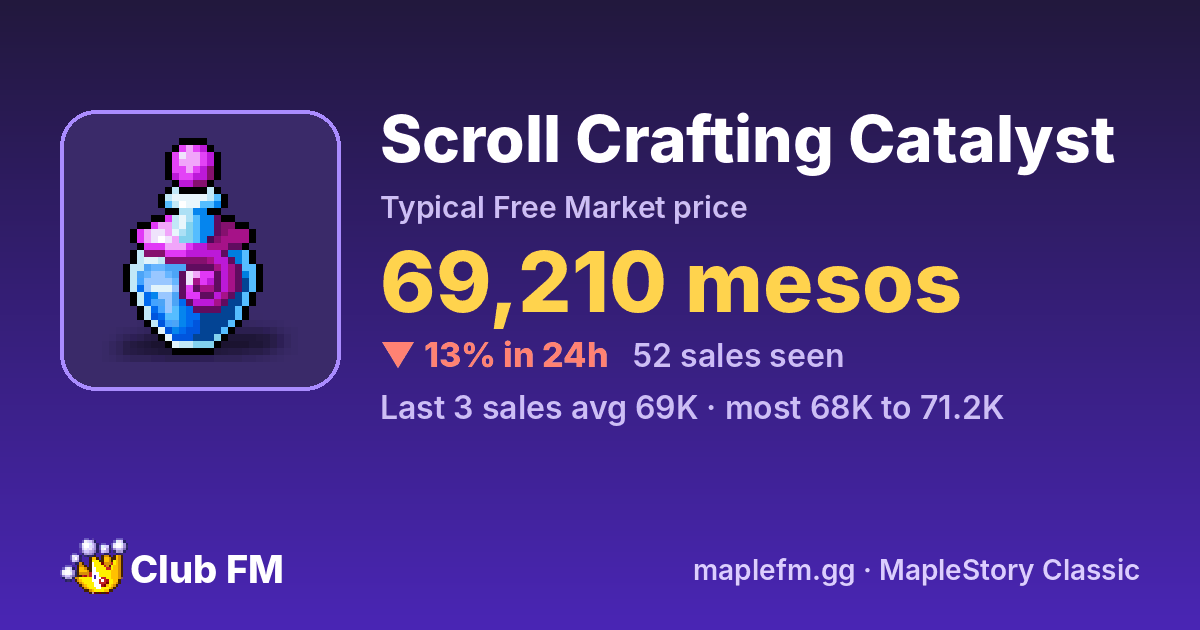 Scroll Crafting Catalyst
Typical Free Market price
69,210 mesos
▼ 13% in 24h 52 sales seen
Last 3 sales avg 69K · most 68K to 71.2K
Club FM
maplefm.gg · MapleStory Classic